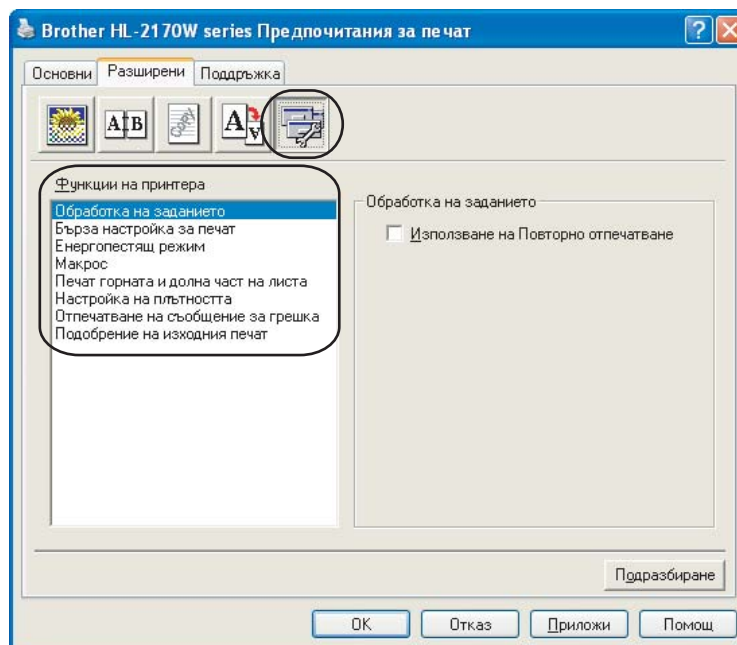 Brother HL-2170W series Предпочитания за печат
Основни Разширени Поддръжка
A B COPY A A
Функции на принтера
Обработка на заданието
Бърза настройка за печат
Енергопестящ режим
Макрос
Печат горната и долна част на листа
Настройка на плътността
Отпечатване на съобщение за грешка
Подобрение на изходния печат
Обработка на заданието
Използване на Повторно отпечатване
Подразбиране
OK Отказ Приложи Помощ